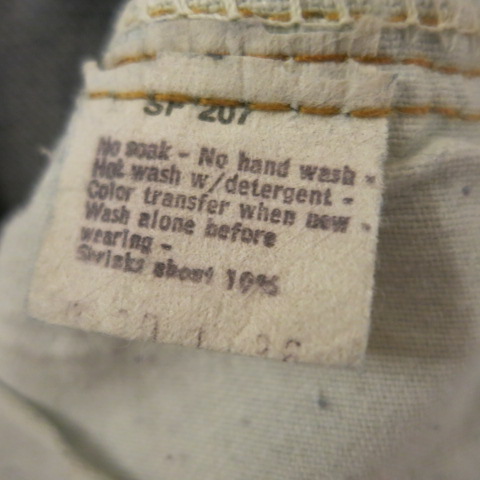 SF 207
No soak - No hand wash -
Hot wash w/detergent -
Color transfer when new -
Wash alone before
wearing -
Shrinks about 10%